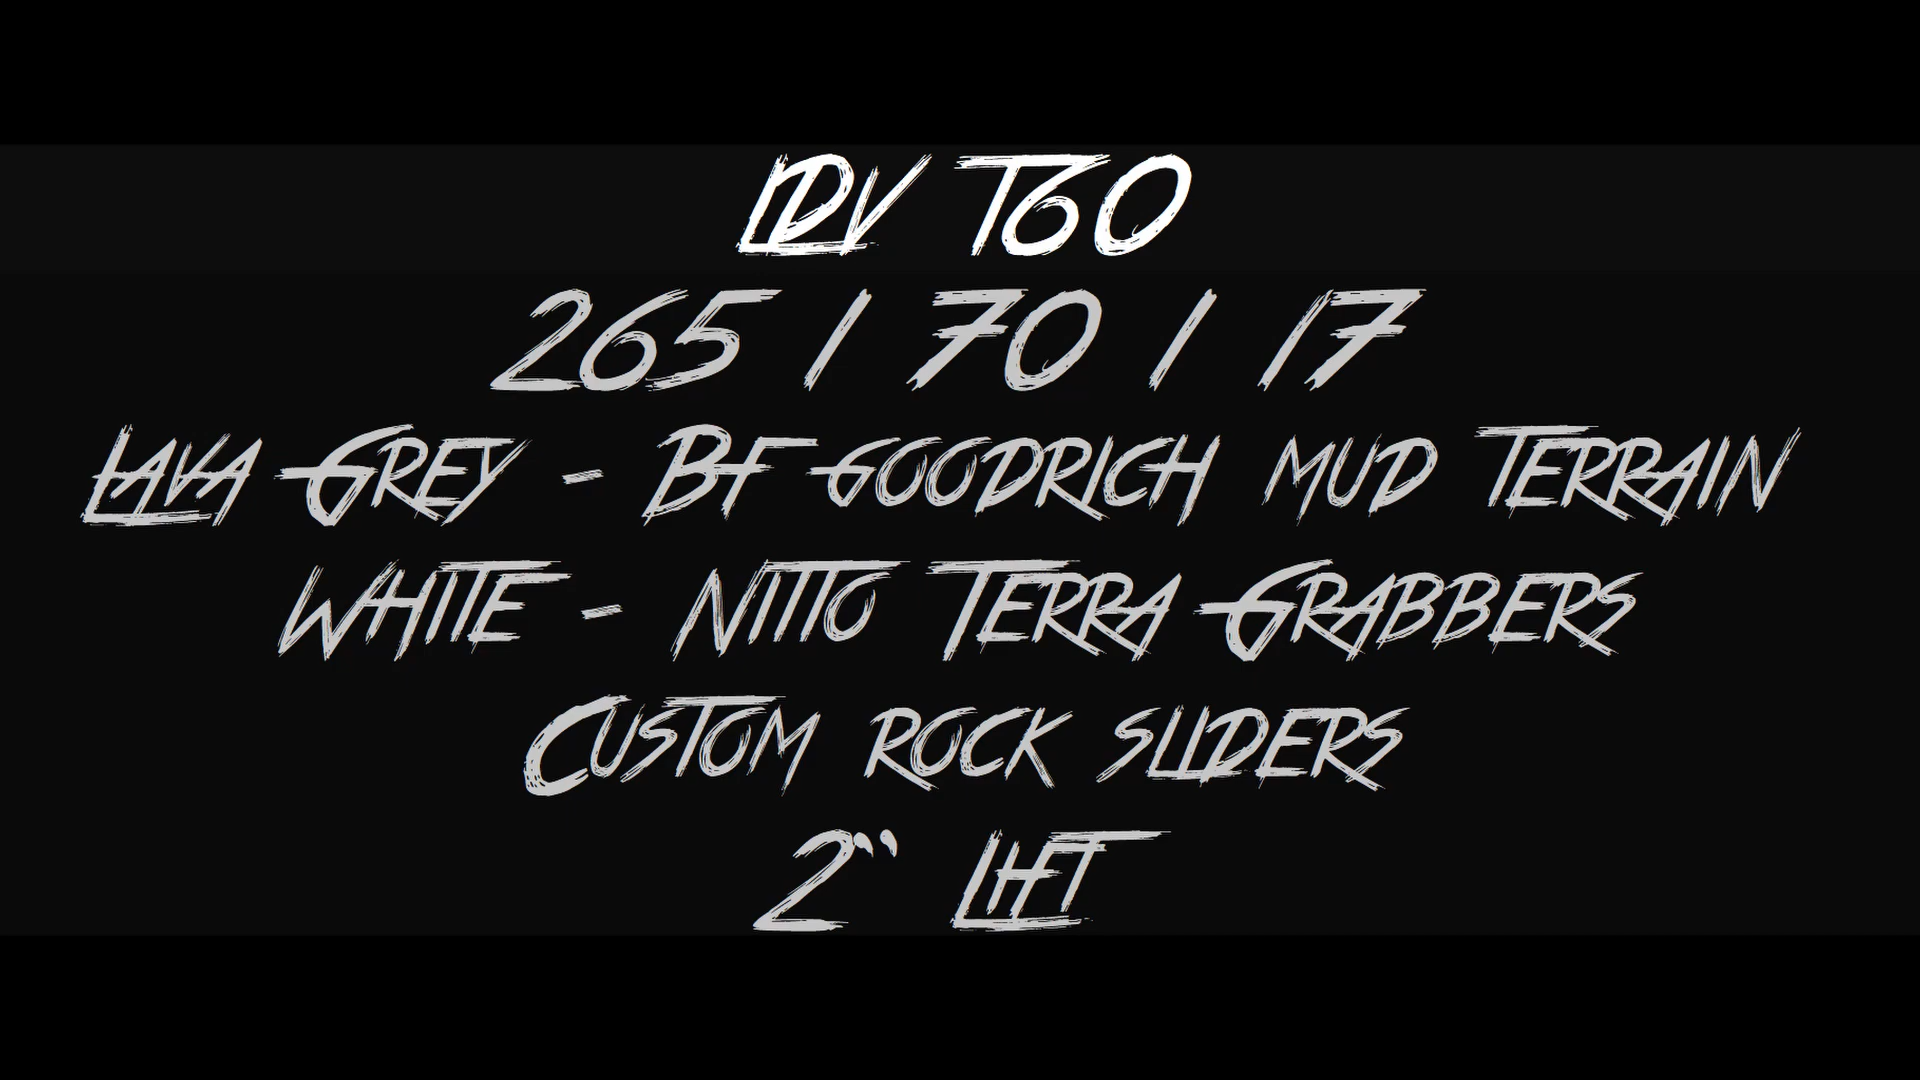 LDV T60
265 / 70 / 17
Lava Grey - BF Goodrich mud Terrain
White - Nitto Terra Grabbers
Custom rock sliders
2" Lift